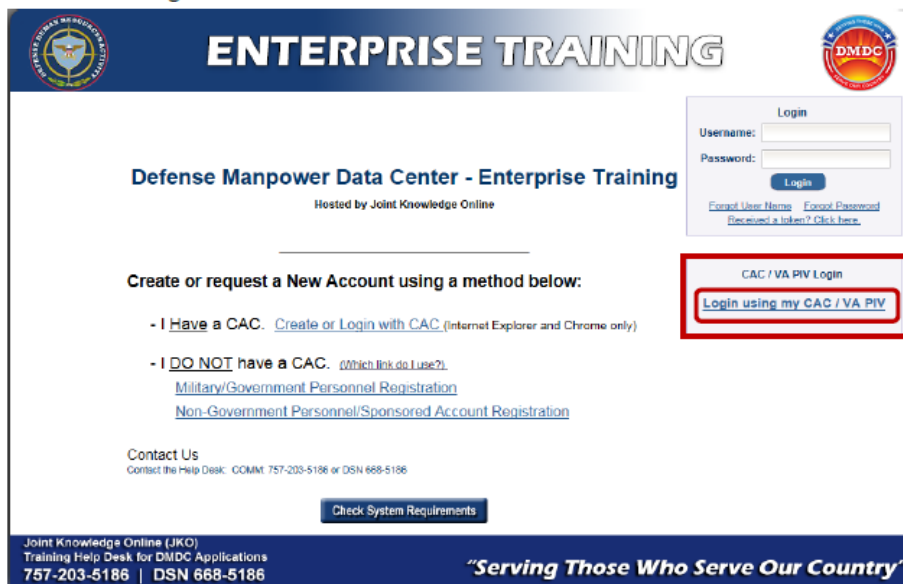 ENTERPRISE TRAINING
DMDC
Login
Username:
Password:
Login
Forgot User Name Forgot Password
Received a token? Click here.
Defense Manpower Data Center - Enterprise Training
Hosted by Joint Knowledge Online
CAC / VA PIV Login
Login using my CAC / VA PIV
Create or request a New Account using a method below:
- I Have a CAC. Create or Login with CAC (Internet Explorer and Chrome only)
- I DO NOT have a CAC. (Which link do I use?)
Military/Government Personnel Registration
Non-Government Personnel/Sponsored Account Registration
Contact Us
Contact the Help Desk: COMM: 757-203-5186 or DSN 668-5186
Check System Requirements
Joint Knowledge Online (JKO)
Training Help Desk for DMDC Applications
757-203-5186 | DSN 668-5186
"Serving Those Who Serve Our Country"